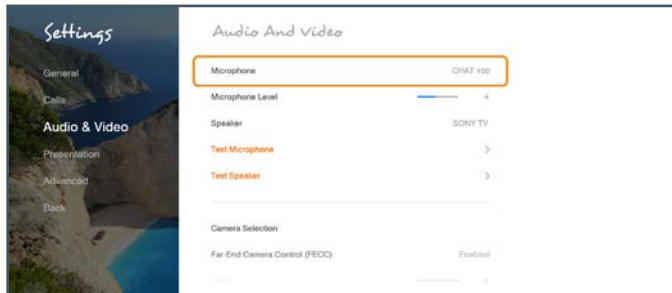 Settings
General
Calls
Audio & Video
Presentation
Advanced
Back
Audio And Video
Microphone CHAT 150
Microphone Level 4
Speaker SONY TV
Test Microphone
Test Speaker
Camera Selection
Far-End Camera Control (FECC) Enabled